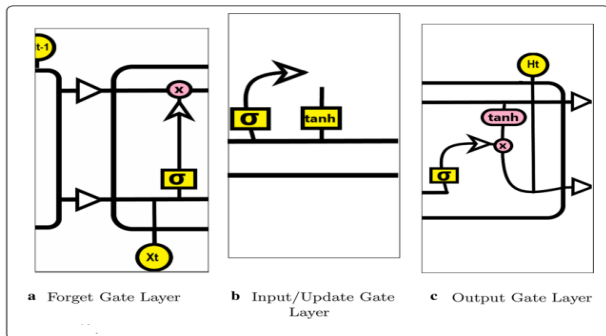 t-1
x
σ
Xt
σ
tanh
Ht
tanh
x
σ
a Forget Gate Layer
b Input/Update Gate
Layer
c Output Gate Layer